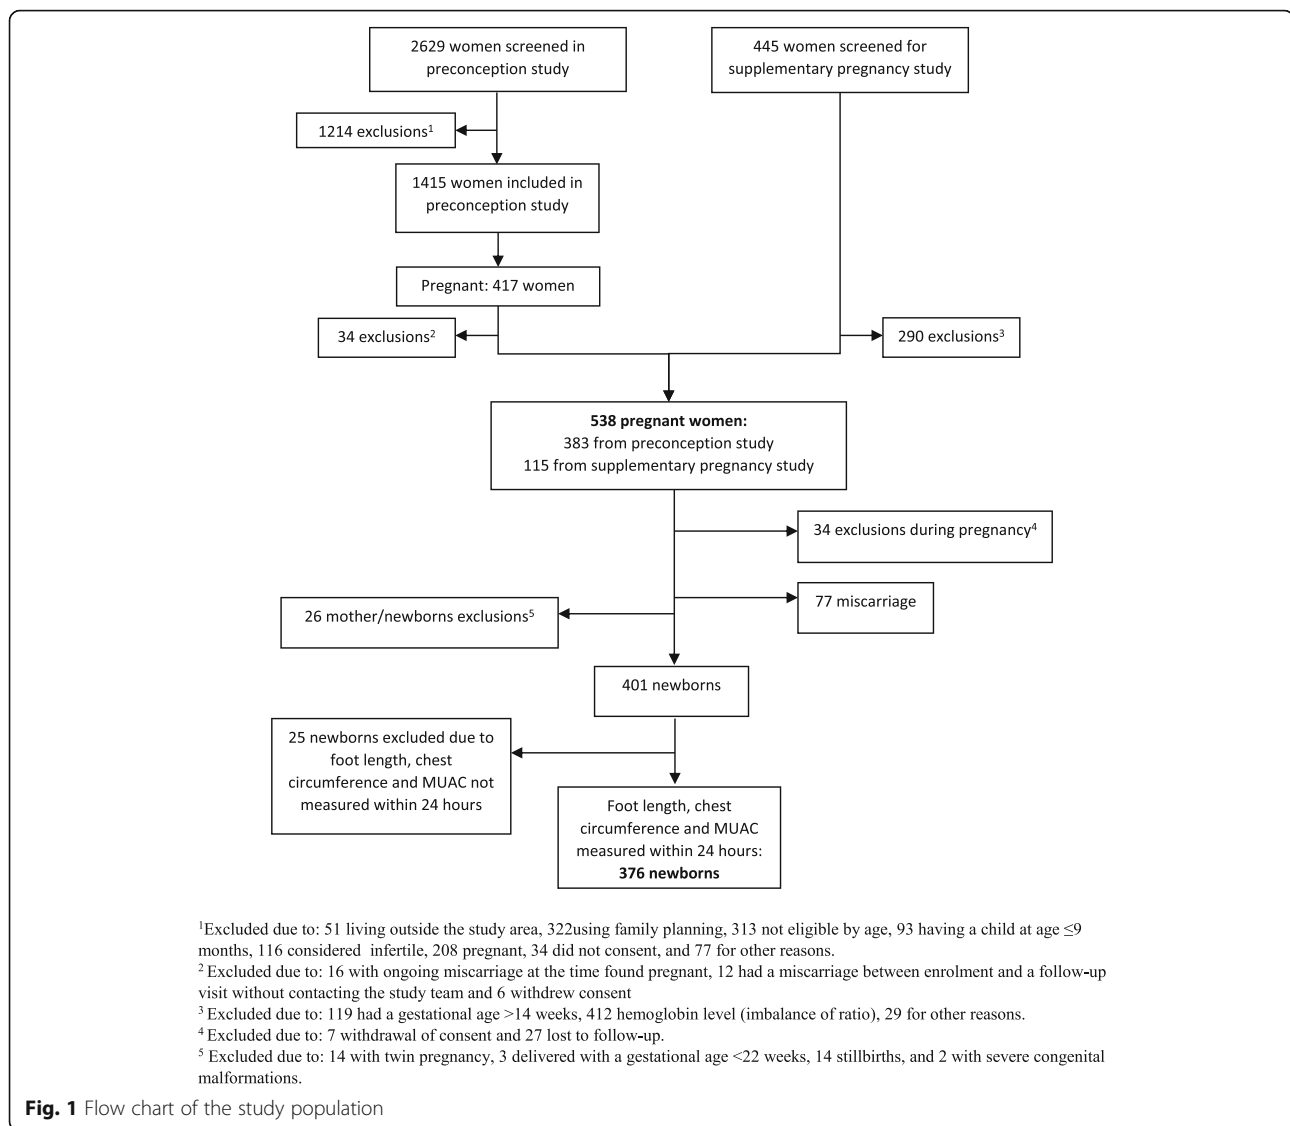 2629 women screened in
preconception study
445 women screened for
supplementary pregnancy study
1214 exclusions1
1415 women included in
preconception study
Pregnant: 417 women
34 exclusions2
290 exclusions3
538 pregnant women:
383 from preconception study
115 from supplementary pregnancy study
34 exclusions during pregnancy4
77 miscarriage
26 mother/newborns exclusions5
401 newborns
25 newborns excluded due to
foot length, chest
circumference and MUAC not
measured within 24 hours
Foot length, chest
circumference and MUAC
measured within 24 hours:
376 newborns
1Excluded due to: 51 living outside the study area, 322using family planning, 313 not eligible by age, 93 having a child at age ≤9
months, 116 considered infertile, 208 pregnant, 34 did not consent, and 77 for other reasons.
2 Excluded due to: 16 with ongoing miscarriage at the time found pregnant, 12 had a miscarriage between enrolment and a follow-up
visit without contacting the study team and 6 withdrew consent
3 Excluded due to: 119 had a gestational age >14 weeks, 412 hemoglobin level (imbalance of ratio), 29 for other reasons.
4 Excluded due to: 7 withdrawal of consent and 27 lost to follow-up.
5 Excluded due to: 14 with twin pregnancy, 3 delivered with a gestational age <22 weeks, 14 stillbirths, and 2 with severe congenital
malformations.
Fig. 1 Flow chart of the study population